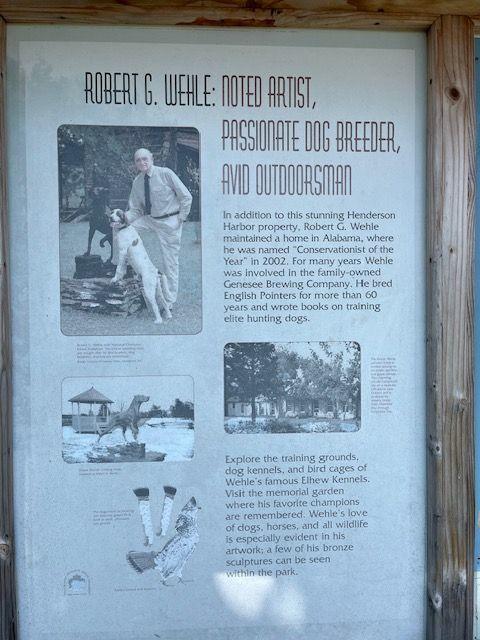 ROBERT G. WEHLE: NOTED ARTIST,
PASSIONATE DOG BREEDER,
AVID OUTDOORSMAN
In addition to this stunning Henderson
Harbor property, Robert G. Wehle
maintained a home in Alabama, where
he was named "Conservationist of the
Year" in 2002. For many years Wehle
was involved in the family-owned
Genesee Brewing Company. He bred
English Pointers for more than 60
years and wrote books on training
elite hunting dogs.
Explore the training grounds,
dog kennels, and bird cages of
Wehle's famous Elhew Kennels.
Visit the memorial garden
where his favorite champions
are remembered. Wehle's love
of dogs, horses, and all wildlife
is especially evident in his
artwork; a few of his bronze
sculptures can be seen
within the park.